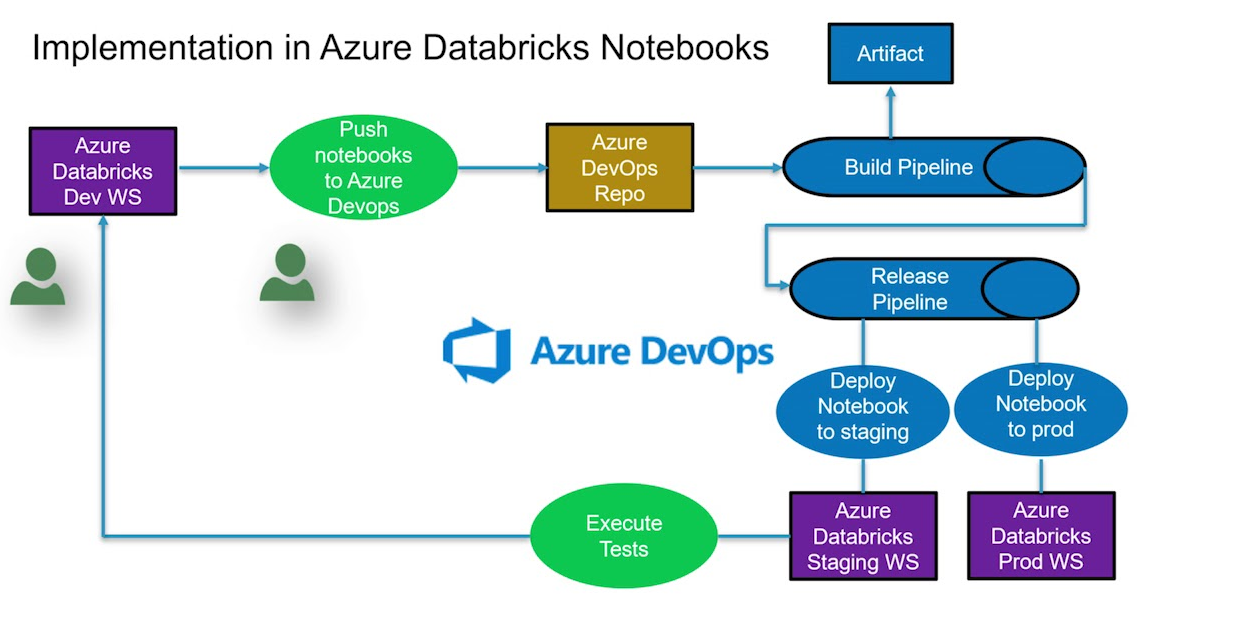 Implementation in Azure Databricks Notebooks
Artifact
Azure
Databricks
Dev WS
Push
notebooks
to Azure
Devops
Azure
DevOps
Repo
Build Pipeline
Release
Pipeline
Azure DevOps
Deploy
Notebook
to staging
Deploy
Notebook
to prod
Execute
Tests
Azure
Databricks
Staging WS
Azure
Databricks
Prod WS